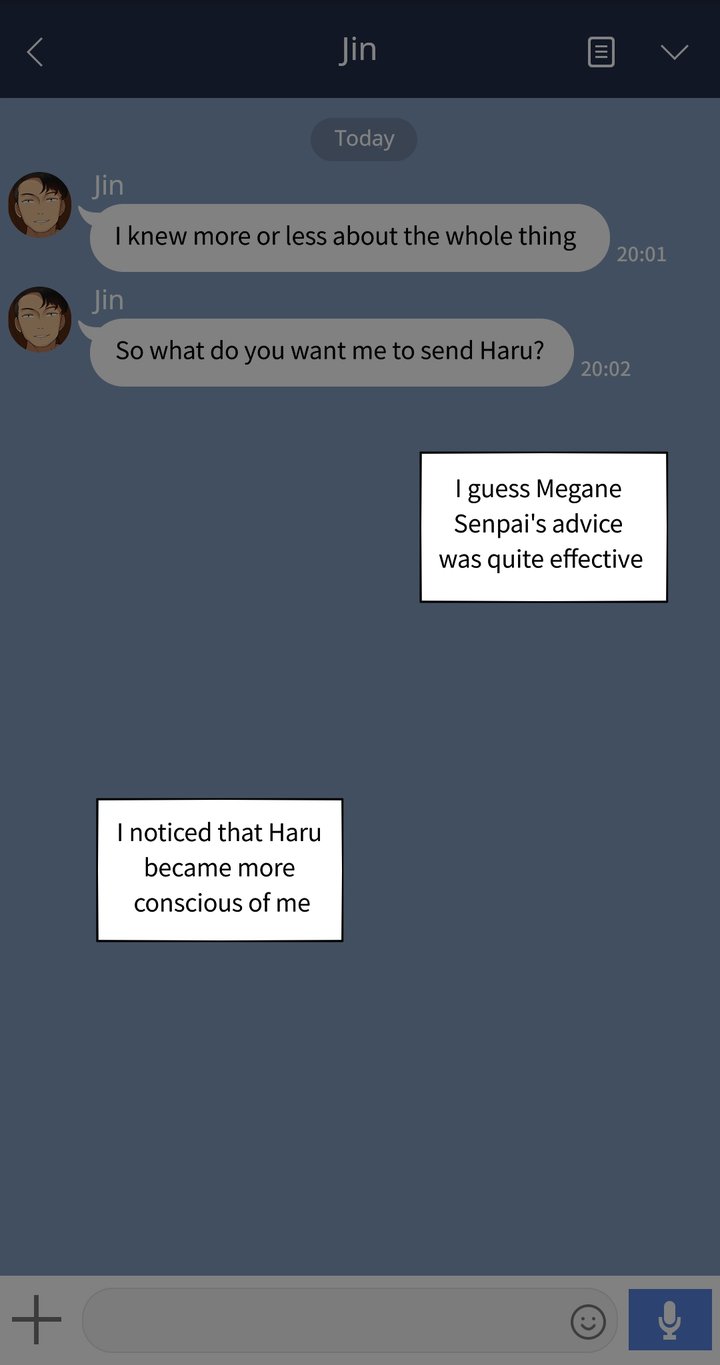 Jin
Today
Jin
I knew more or less about the whole thing
20:01
Jin
So what do you want me to send Haru?
20:02
I guess Megane
Senpai's advice
was quite effective
I noticed that Haru
became more
conscious of me